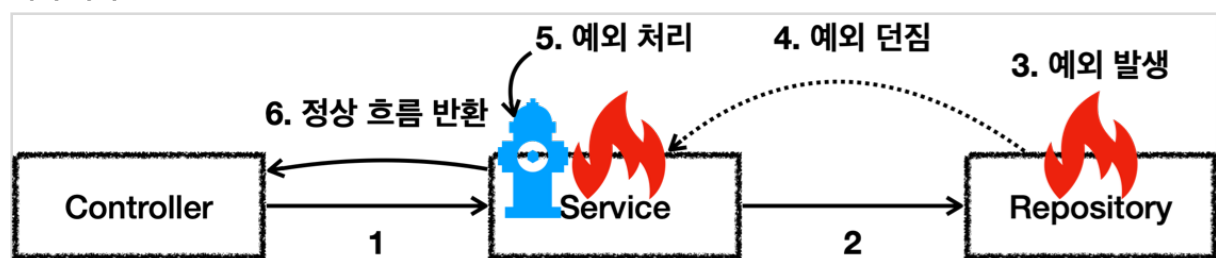 5. 예외 처리
4. 예외 던짐
3. 예외 발생
6. 정상 흐름 반환
Controller
Service
Repository
1
2